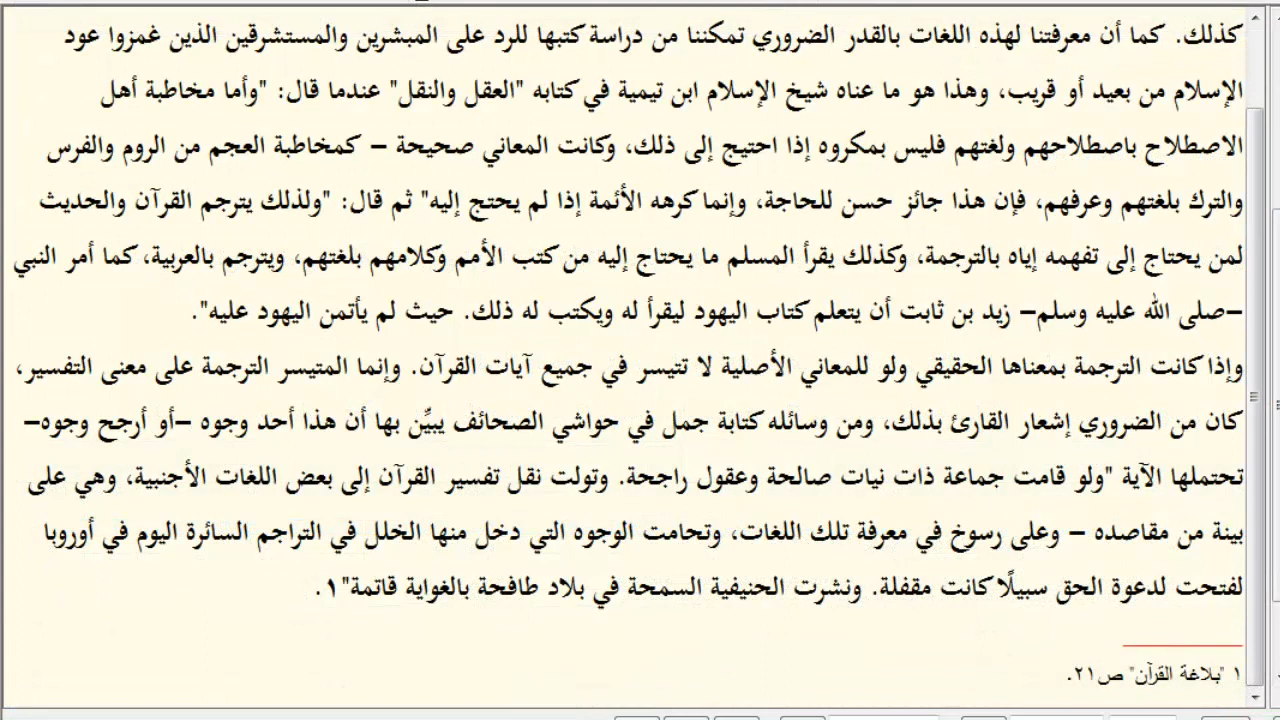 كذلك. كما أن معرفتنا لهذه اللغات بالقدر الضروري تمكننا من دراسة كتبها للرد على المبشرين والمستشرقين الذين غمزوا عود
الإسلام من بعيد أو قريب، وهذا هو ما عناه شيخ الإسلام ابن تيمية في كتابه "العقل والنقل" عندما قال: "وأما مخاطبة أهل
الاصطلاح باصطلاحهم ولغتهم فليس بمكروه إذا احتيج إلى ذلك، وكانت المعاني صحيحة – كمخاطبة العجم من الروم والفرس
والترك بلغتهم وعرفهم، فإن هذا جائز حسن للحاجة، وإنما كرهه الأئمة إذا لم يحتج إليه" ثم قال: "ولذلك يترجم القرآن والحديث
لمن يحتاج إلى تفهمه إياه بالترجمة، وكذلك يقرأ المسلم ما يحتاج إليه من كتب الأمم وكلامهم بلغتهم، ويترجم بالعربية، كما أمر النبي
–صلى الله عليه وسلم– زيد بن ثابت أن يتعلم كتاب اليهود ليقرأ له ويكتب له ذلك. حيث لم يأتمن اليهود عليه".
وإذا كانت الترجمة بمعناها الحقيقي ولو للمعاني الأصلية لا تتيسر في جميع آيات القرآن. وإنما المتيسر الترجمة على معنى التفسير،
كان من الضروري إشعار القارئ بذلك، ومن وسائله كتابة جمل في حواشي الصحائف يبيِّن بها أن هذا أحد وجوه –أو أرجح وجوه–
تحتملها الآية "ولو قامت جماعة ذات نيات صالحة وعقول راجحة. وتولت نقل تفسير القرآن إلى بعض اللغات الأجنبية، وهي على
بينة من مقاصده – وعلى رسوخ في معرفة تلك اللغات، وتحامت الوجوه التي دخل منها الخلل في التراجم السائرة اليوم في أوروبا
لفتحت لدعوة الحق سبيلًا كانت مقفلة. ونشرت الحنيفية السمحة في بلاد طافحة بالغواية قاتمة"١.
١ "بلاغة القرآن" ص٢١.